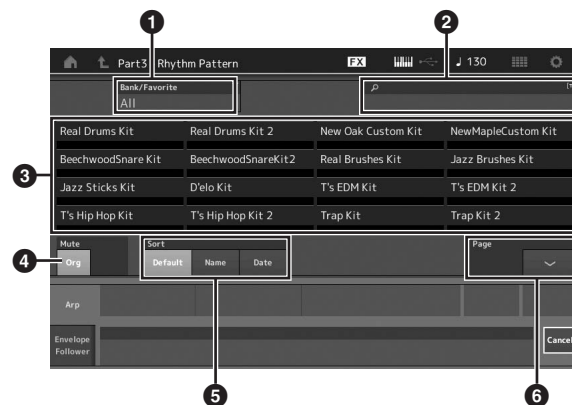 1
2
Part3 - Rhythm Pattern
FX
130
Bank/Favorite
All
3
Real Drums Kit
Real Drums Kit 2
New Oak Custom Kit
NewMapleCustom Kit
BeechwoodSnare Kit
BeechwoodSnareKit2
Real Brushes Kit
Jazz Brushes Kit
Jazz Sticks Kit
D'elo Kit
T's EDM Kit
T's EDM Kit 2
T's Hip Hop Kit
T's Hip Hop Kit 2
Trap Kit
Trap Kit 2
4
Mute
Org
Sort
Default
Name
Date
Page
Arp
Envelope
Follower
Cancel
5
6